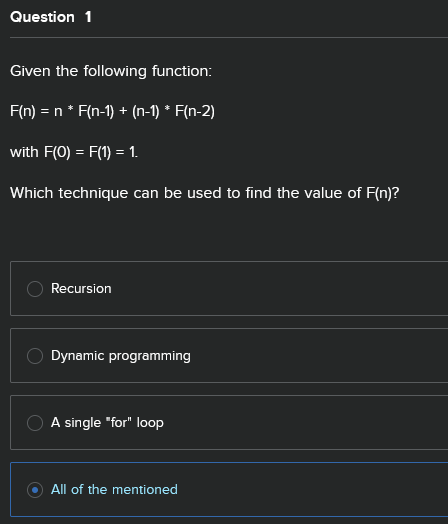 Question 1
Given the following function:
F(n) = n * F(n-1) + (n-1) * F(n-2)
with F(0) = F(1) = 1.
Which technique can be used to find the value of F(n)?
Recursion
Dynamic programming
A single "for" loop
All of the mentioned